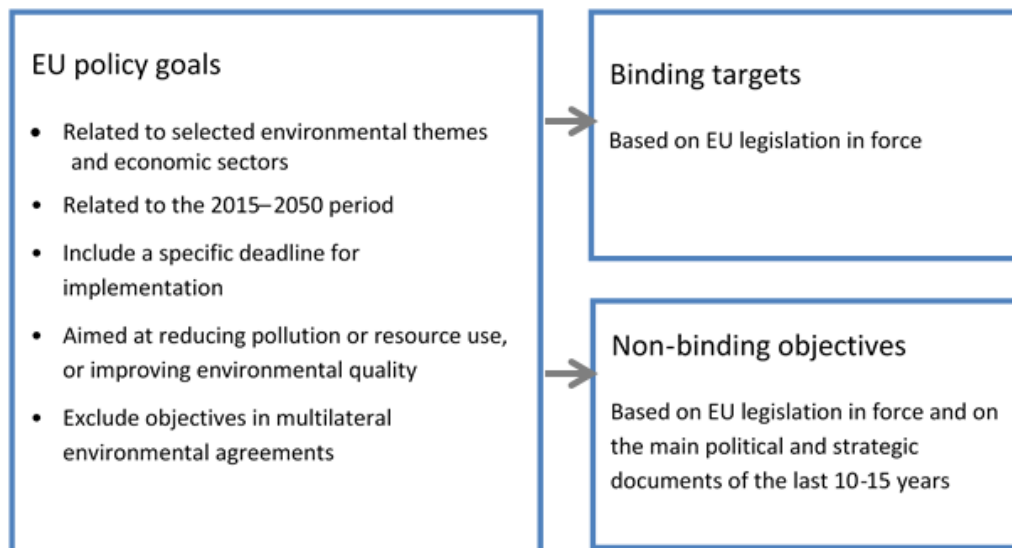 EU policy goals
• Related to selected environmental themes
and economic sectors
• Related to the 2015–2050 period
• Include a specific deadline for
implementation
• Aimed at reducing pollution or resource use,
or improving environmental quality
• Exclude objectives in multilateral
environmental agreements
Binding targets
Based on EU legislation in force
Non-binding objectives
Based on EU legislation in force and on
the main political and strategic
documents of the last 10-15 years